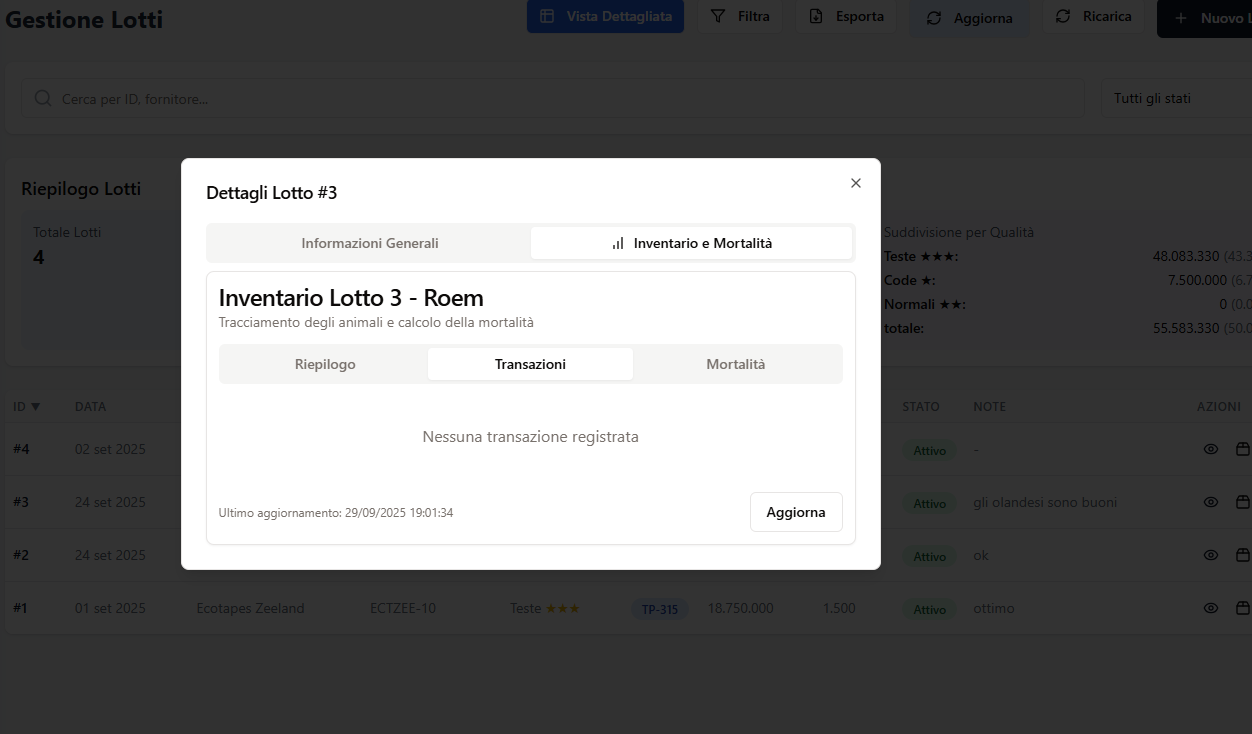 Gestione Lotti
Vista Dettagliata
Filtra
Esporta
Aggiorna
Ricarica
Nuovo
Cerca per ID, fornitore...
Tutti gli stati
Riepilogo Lotti
Totale Lotti
4
Suddivisione per Qualità
Teste ★★★: 48.083.330 (43.3
Code ★: 7.500.000 (6.7
Normali ★★: 0 (0.0
totale: 55.583.330 (50.0
Dettagli Lotto #3
Informazioni Generali
Inventario e Mortalità
Inventario Lotto 3 - Roem
Tracciamento degli animali e calcolo della mortalità
Riepilogo
Transazioni
Mortalità
Nessuna transazione registrata
Ultimo aggiornamento: 29/09/2025 19:01:34
Aggiorna
ID ▼ DATA STATO NOTE AZIONI
#4 02 set 2025 Attivo -
#3 24 set 2025 Attivo gli olandesi sono buoni
#2 24 set 2025 Attivo ok
#1 01 set 2025 Ecotapes Zeeland ECTZEE-10 Teste ★★★ TP-315 18.750.000 1.500 Attivo ottimo